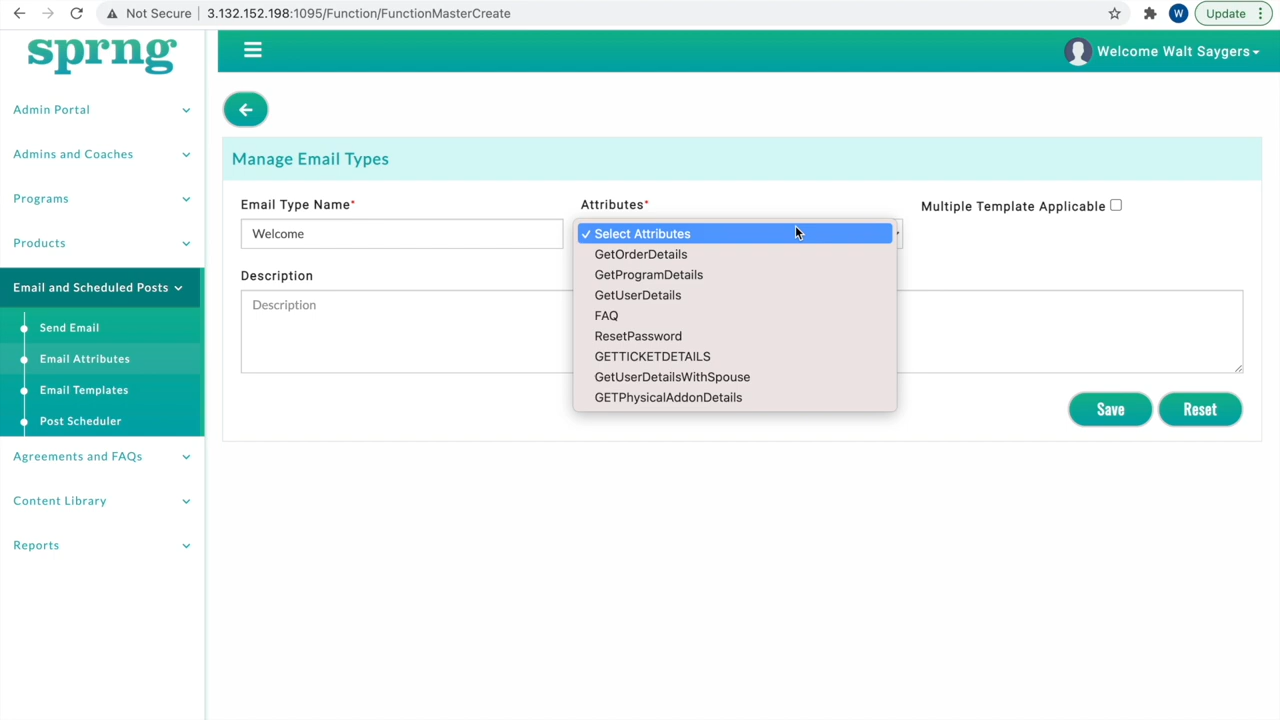 Not Secure
3.132.152.198:1095/Function/FunctionMasterCreate
W
Update
sprng
Welcome Walt Saygers
Admin Portal
Admins and Coaches
Programs
Products
Email and Scheduled Posts
Send Email
Email Attributes
Email Templates
Post Scheduler
Agreements and FAQs
Content Library
Reports
Manage Email Types
Email Type Name*
Welcome
Attributes*
✓ Select Attributes
GetOrderDetails
GetProgramDetails
GetUserDetails
FAQ
ResetPassword
GETTICKETDETAILS
GetUserDetailsWithSpouse
GETPhysicalAddonDetails
Multiple Template Applicable
Description
Description
Save
Reset